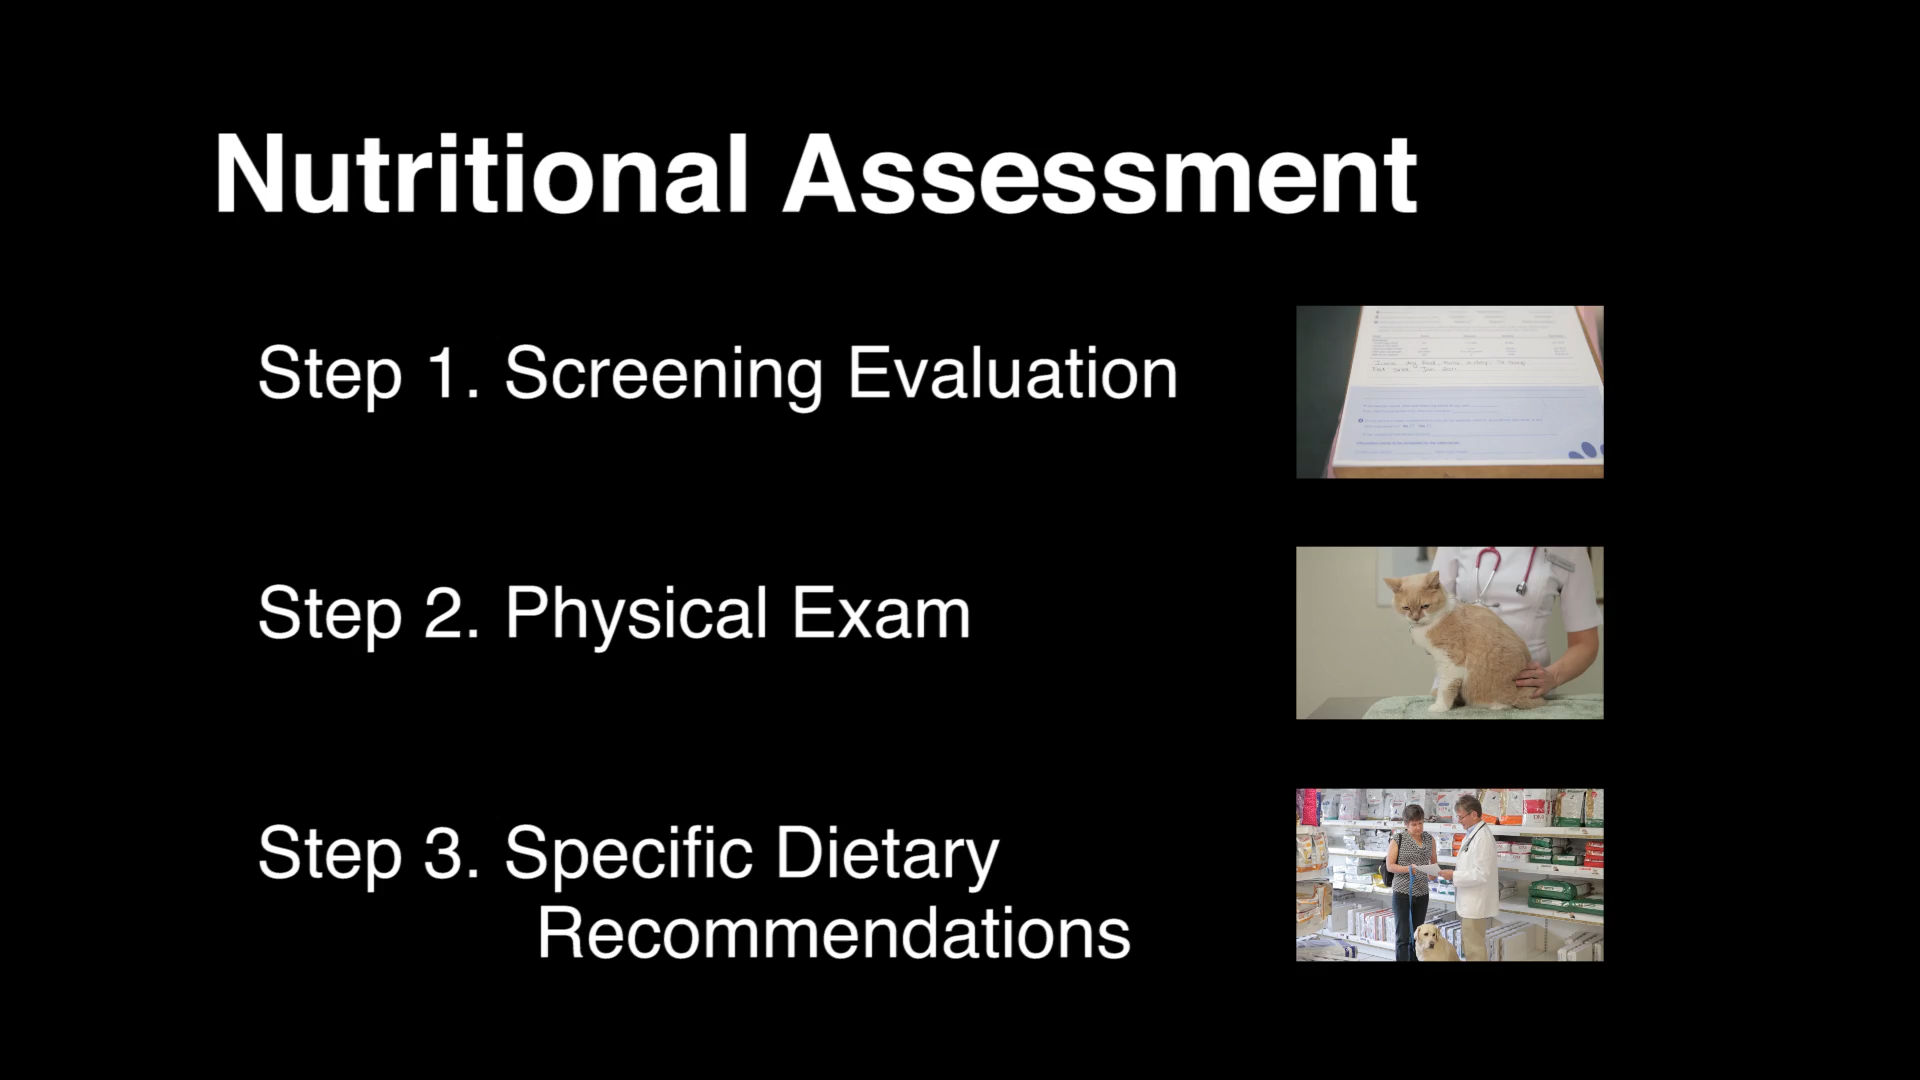 Nutritional Assessment
Step 1. Screening Evaluation
Step 2. Physical Exam
Step 3. Specific Dietary
Recommendations